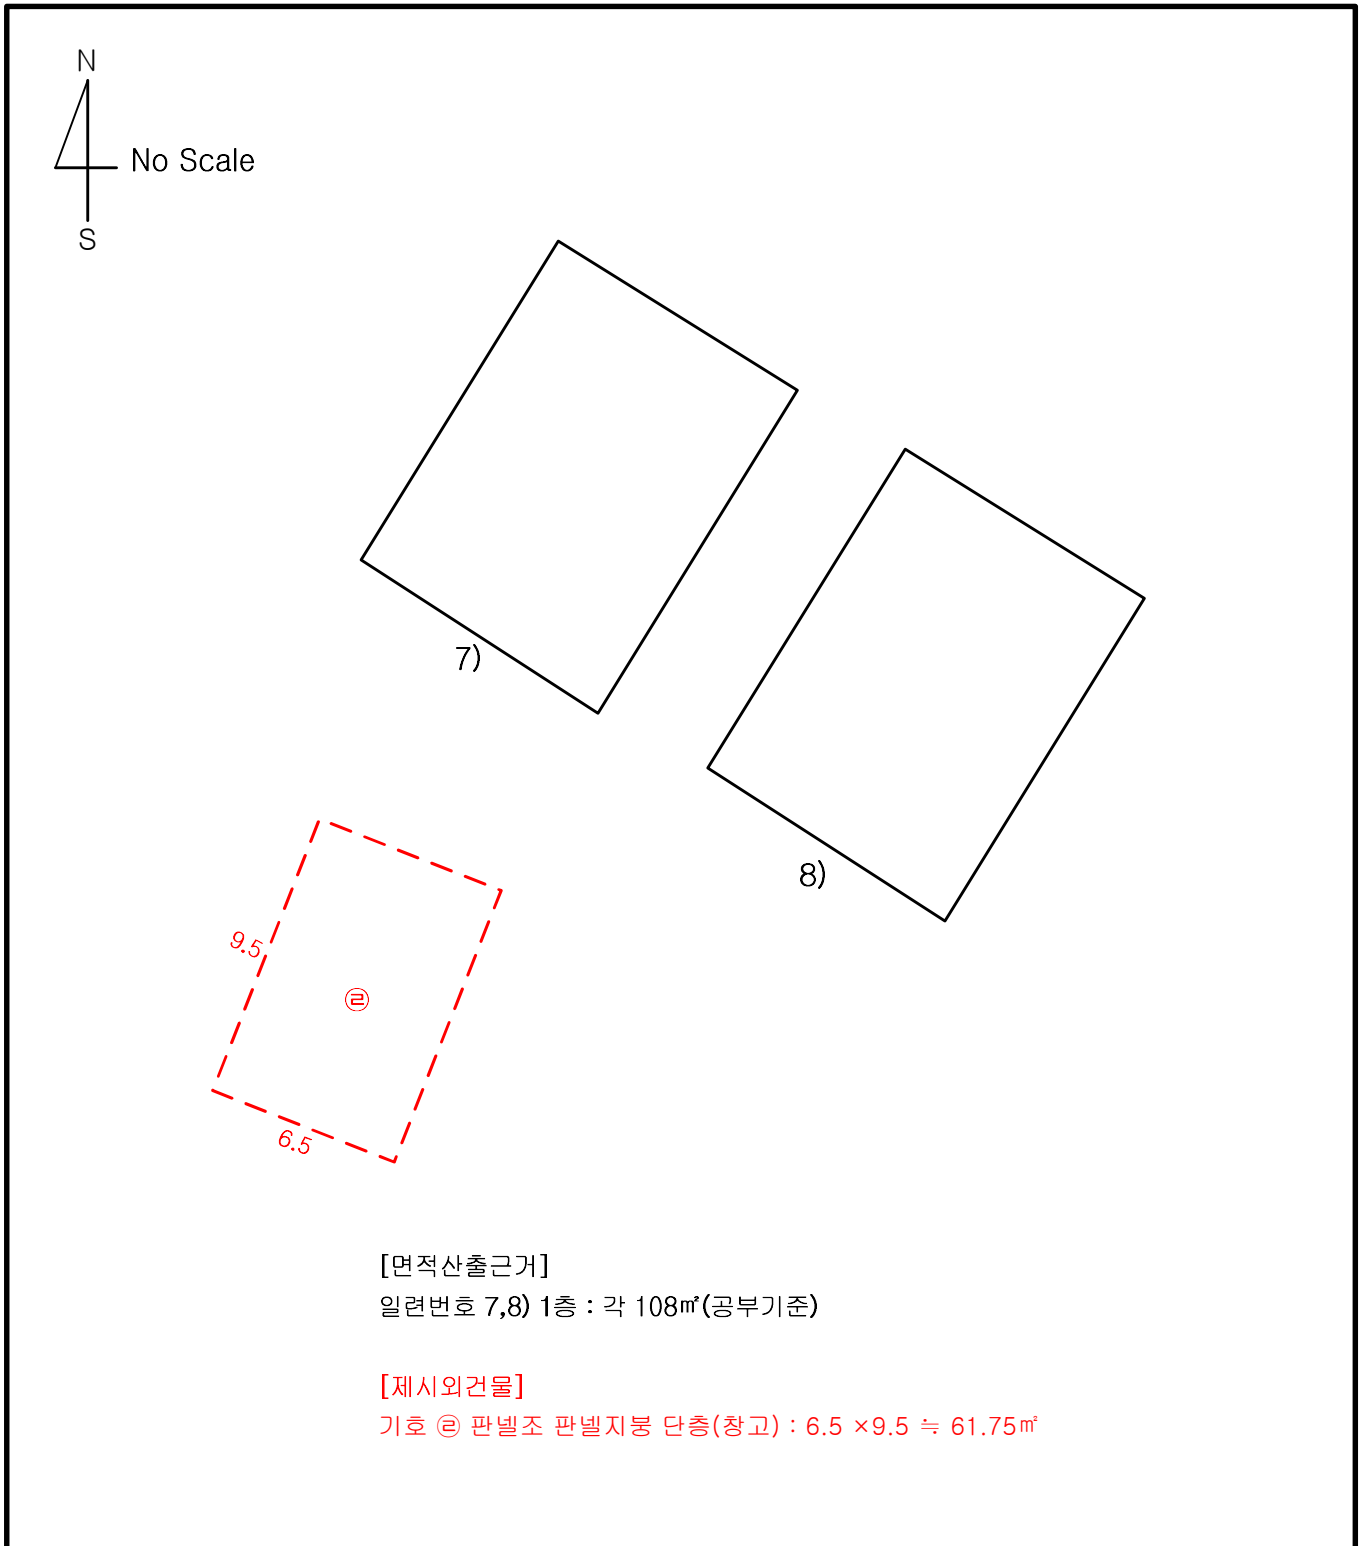 N
No Scale
S
7)
8)
9.5
㉣
6.5
[면적산출근거]
일련번호 7,8) 1층 : 각 108㎡(공부기준)
[제시외건물]
기호 ㉣ 판넬조 판넬지붕 단층(창고) : 6.5 ×9.5 ≒ 61.75㎡